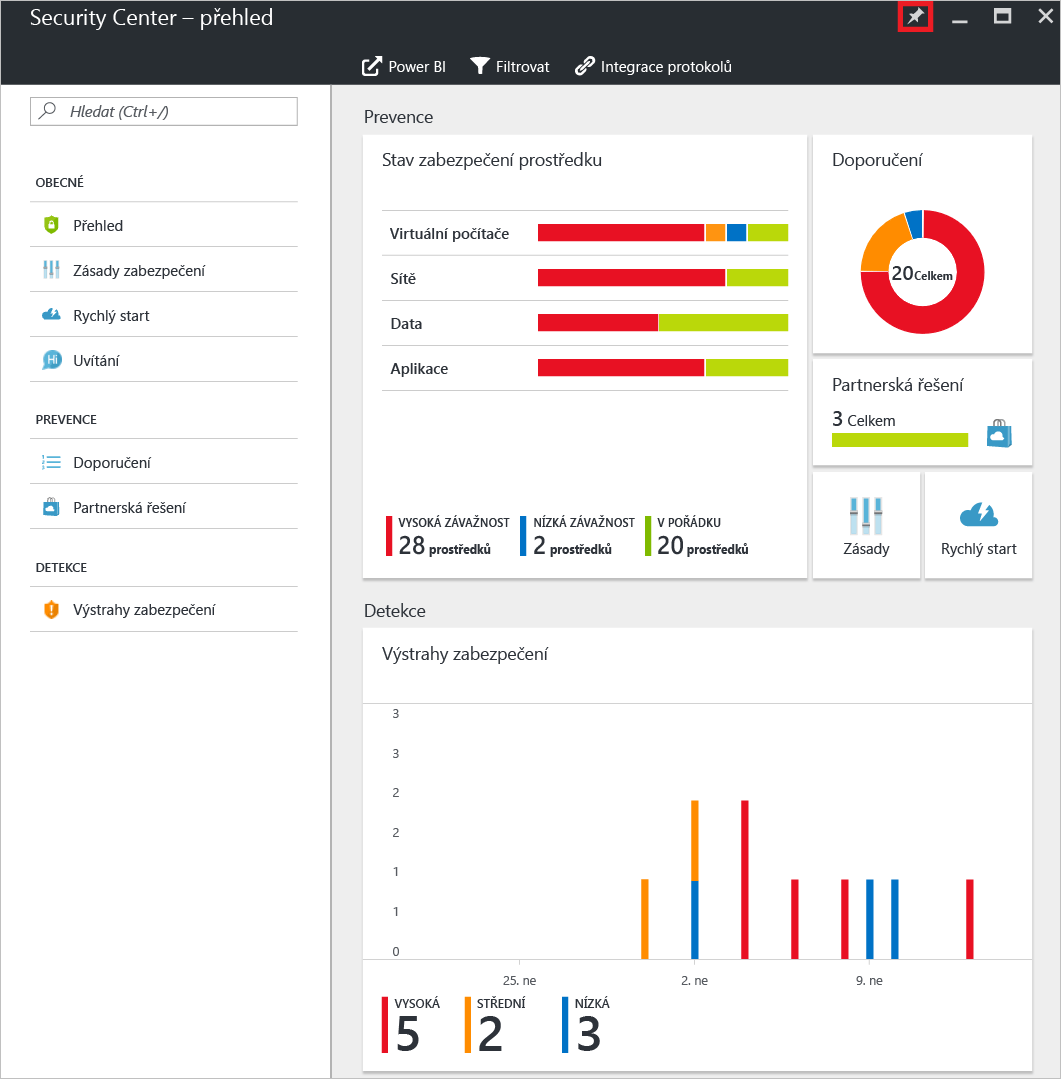 Security Center – přehled
Power BI
Filtrovat
Integrace protokolů
Hledat (Ctrl+/)
OBECNÉ
Přehled
Zásady zabezpečení
Rychlý start
Hi
Uvítání
PREVENCE
Doporučení
Partnerská řešení
DETEKCE
Výstrahy zabezpečení
Prevence
Stav zabezpečení prostředku
Virtuální počítače
Sítě
Data
Aplikace
VYSOKÁ ZÁVAŽNOST
28 prostředků
NÍZKÁ ZÁVAŽNOST
2 prostředků
V POŘÁDKU
20 prostředků
Doporučení
20 Celkem
Partnerská řešení
3 Celkem
Zásady
Rychlý start
Detekce
Výstrahy zabezpečení
3
3
2
2
1
1
0
25. ne
2. ne
9. ne
VYSOKÁ
5
STŘEDNÍ
2
NÍZKÁ
3